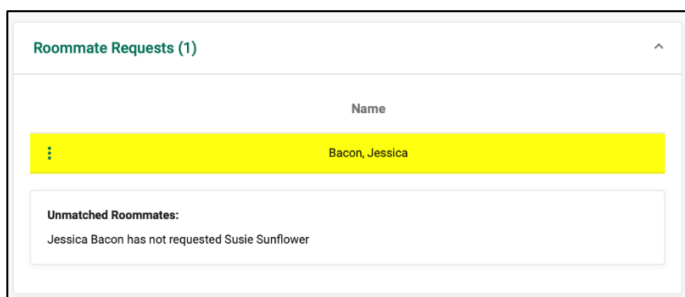 Roommate Requests (1)
Name
Bacon, Jessica
Unmatched Roommates:
Jessica Bacon has not requested Susie Sunflower